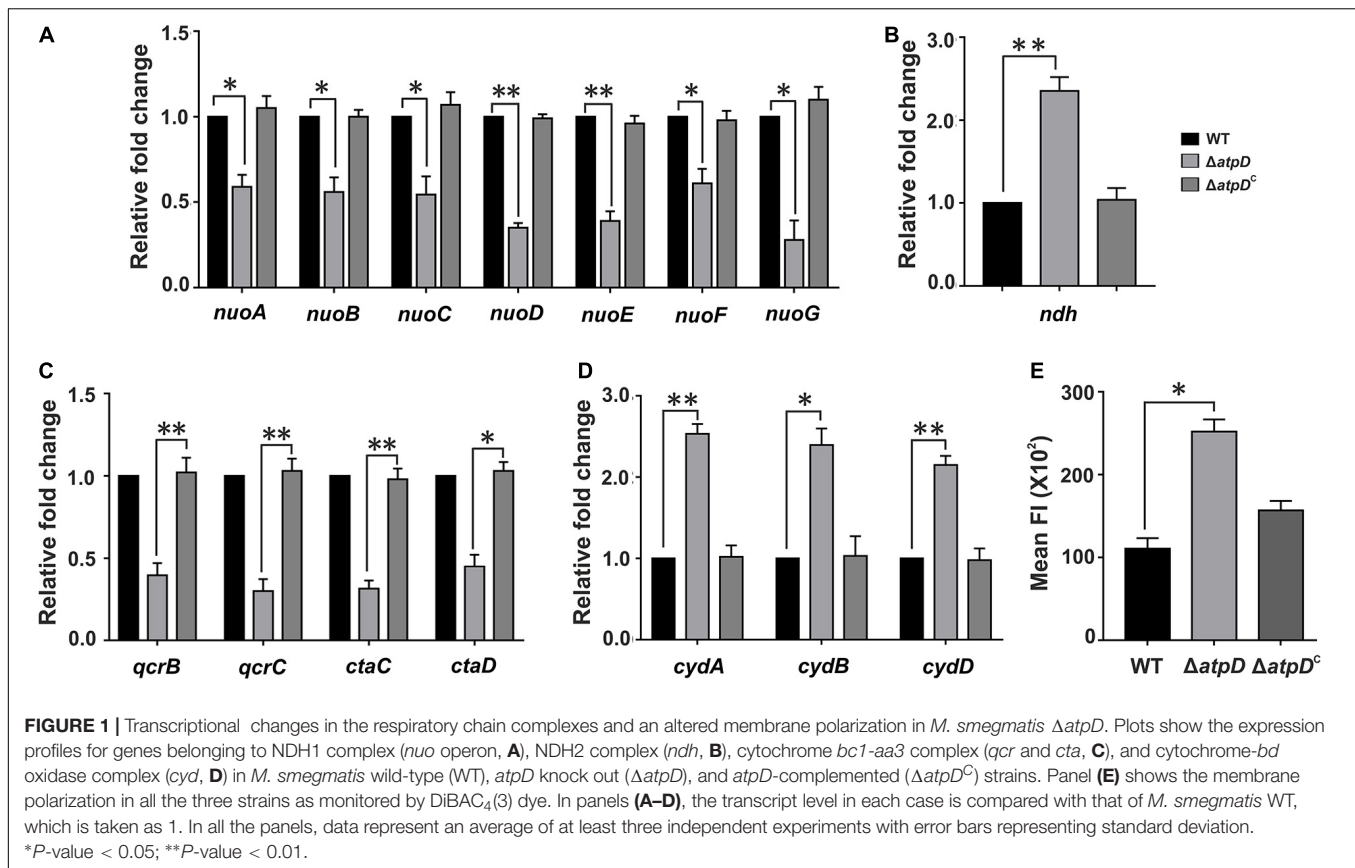 A
Relative fold change
1.5
1.0
0.5
0.0
*
*
*
**
**
*
*
nuoA nuoB nuoC nuoD nuoE nuoF nuoG
B
Relative fold change
3.0
2.0
1.0
0.0
**
ndh
WT
ΔatpD
ΔatpDᶜ
C
Relative fold change
1.5
1.0
0.5
0.0
**
**
**
*
qcrB qcrC ctaC ctaD
D
Relative fold change
3.0
2.0
1.0
0.0
**
*
**
cydA cydB cydD
E
Mean FI (X10²)
300
200
100
0
*
WT ΔatpD ΔatpDᶜ
FIGURE 1 | Transcriptional changes in the respiratory chain complexes and an altered membrane polarization in M. smegmatis ΔatpD. Plots show the expression
profiles for genes belonging to NDH1 complex (nuo operon, A), NDH2 complex (ndh, B), cytochrome bc1-aa3 complex (qcr and cta, C), and cytochrome-bd
oxidase complex (cyd, D) in M. smegmatis wild-type (WT), atpD knock out (ΔatpD), and atpD-complemented (ΔatpDᶜ) strains. Panel (E) shows the membrane
polarization in all the three strains as monitored by DiBAC₄(3) dye. In panels (A–D), the transcript level in each case is compared with that of M. smegmatis WT,
which is taken as 1. In all the panels, data represent an average of at least three independent experiments with error bars representing standard deviation.
*P-value < 0.05; **P-value < 0.01.